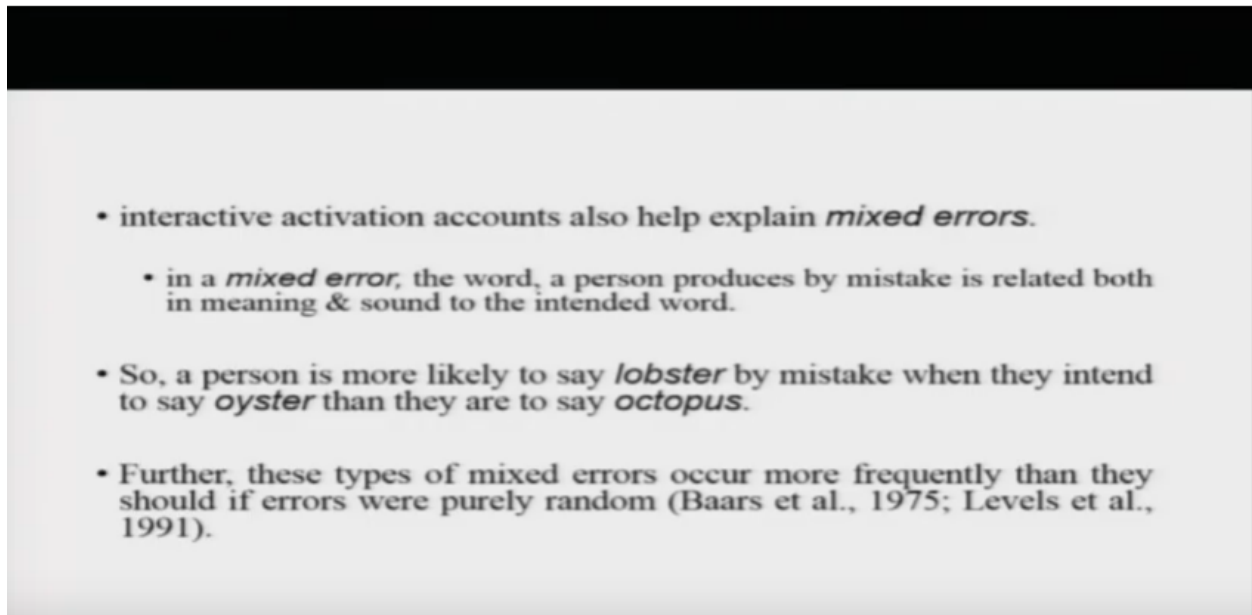 • interactive activation accounts also help explain mixed errors.
• in a mixed error, the word, a person produces by mistake is related both
in meaning & sound to the intended word.
• So, a person is more likely to say lobster by mistake when they intend
to say oyster than they are to say octopus.
• Further, these types of mixed errors occur more frequently than they
should if errors were purely random (Baars et al., 1975; Levels et al.,
1991).